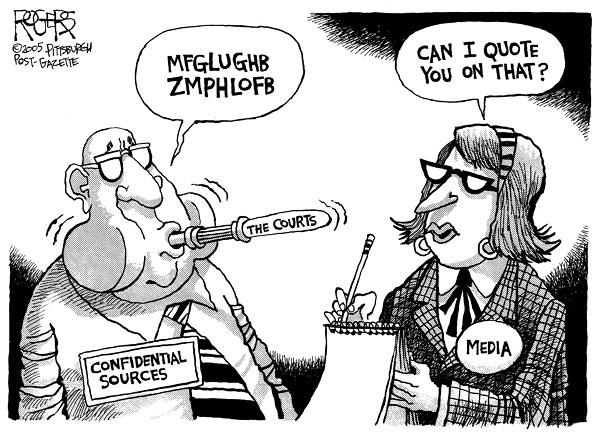 ROGERS
©2005 PITTSBURGH
POST-GAZETTE
MFGLUGHB
ZMPHLOFB
CAN I QUOTE
YOU ON THAT?
THE COURTS
CONFIDENTIAL
SOURCES
MEDIA